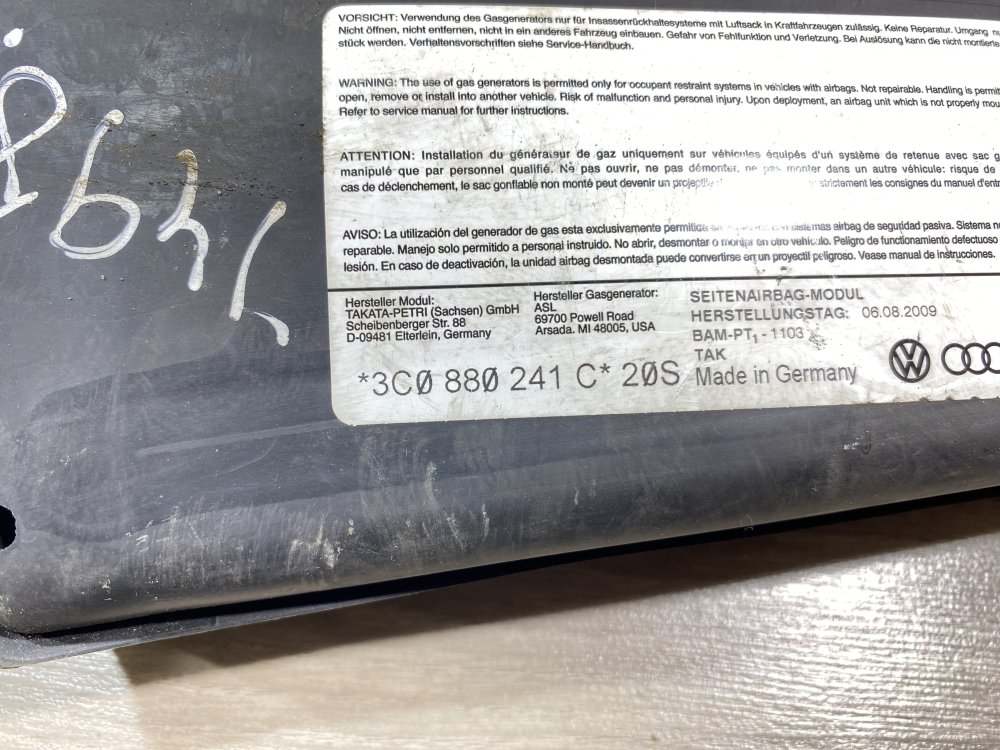 VORSICHT: Verwendung des Gasgenerators nur für Insassenrückhaltesysteme mit Luftsack in Kraftfahrzeugen zulässig. Keine Reparatur. Umgang
Nicht öffnen, nicht entfernen, nicht in ein anderes Fahrzeug einbauen. Gefahr von Fehlfunktion und Verletzung. Bei Auslösung kann die nicht montierte
stück werden. Verhaltensvorschriften siehe Service-Handbuch.
WARNING: The use of gas generators is permitted only for occupant restraint systems in vehicles with airbags. Not repairable. Handling is
open, remove or install into another vehicle. Risk of malfunction and personal injury. Upon deployment, an airbag unit which is not properly
Refer to service manual for further instructions.
ATTENTION: Installation du générateur de gaz uniquement sur véhicules équipés d'un système de retenue avec sac
manipulé que par personnel qualifié. Ne pas ouvrir, ne pas démonter, ne pas monter dans un autre véhicule: risque de
cas de déclenchement, le sac gonflable non monté peut devenir un strictement les consignes du manuel
AVISO: La utilización del generador de gas esta exclusivamente permitida en sistemas airbag de seguridad pasiva. Sistema
reparable. Manejo solo permitido a personal instruido. No abrir, desmontar o montar en otro vehiculo. Peligro de funcionamiento defectuoso
lesión. En caso de deactivación, la unidad airbag desmontada puede convertirse en un proyectil peligroso. Vease manual de instrucciones.
Hersteller Modul:
TAKATA-PETRI (Sachsen) GmbH
Scheibenberger Str. 88
D-09481 Elterlein, Germany
Hersteller Gasgenerator:
ASL
69700 Powell Road
Arsada. MI 48005, USA
SEITENAIRBAG-MODUL
HERSTELLUNGSTAG: 06.08.2009
BAM-PT₁ - 1103
TAK
Made in Germany
*3C0 880 241 C* 20S